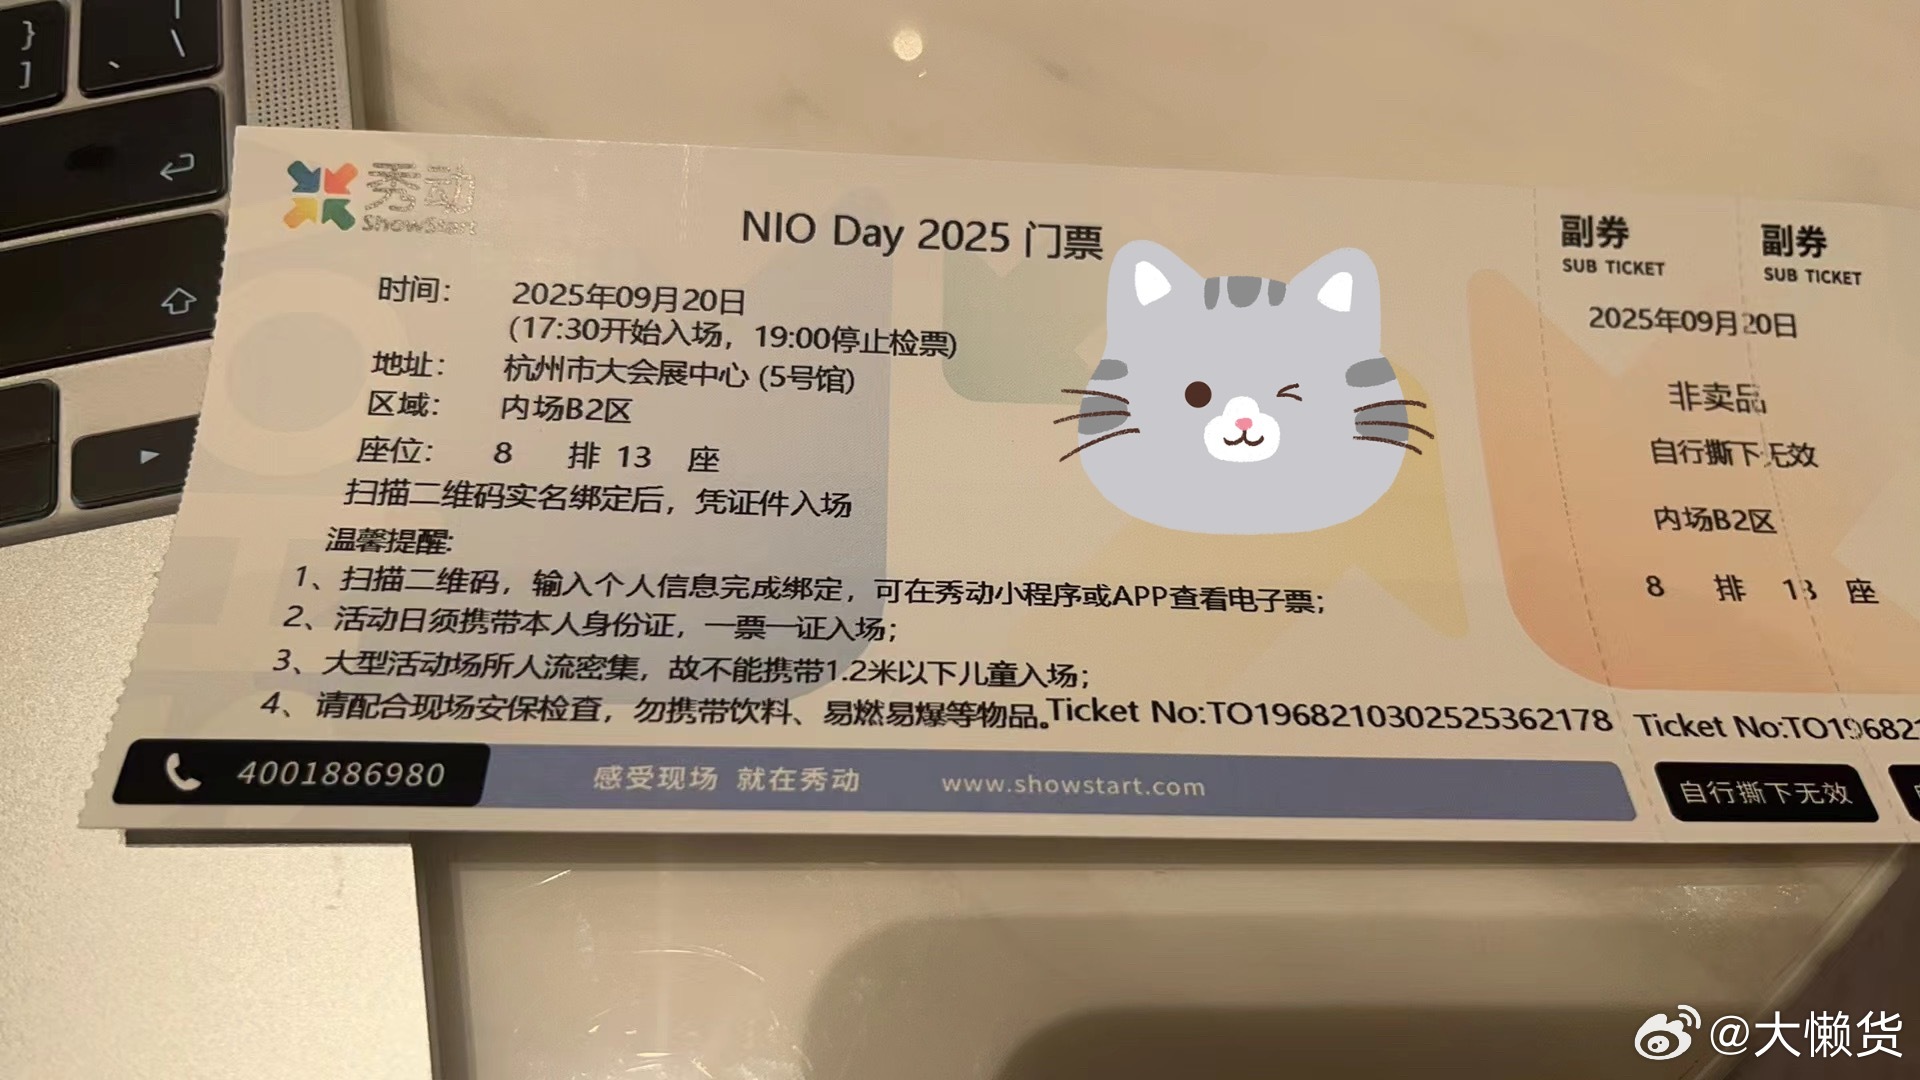 秀动
ShowStart
NIO Day 2025 门票
时间： 2025年09月20日
(17:30开始入场，19:00停止检票)
地址： 杭州市大会展中心 (5号馆)
区域： 内场B2区
座位： 8 排 13 座
扫描二维码实名绑定后，凭证件入场
温馨提醒:
1、扫描二维码，输入个人信息完成绑定，可在秀动小程序或APP查看电子票；
2、活动日须携带本人身份证，一票一证入场；
3、大型活动场所人流密集，故不能携带1.2米以下儿童入场；
4、请配合现场安保检查，勿携带饮料、易燃易爆等物品。
Ticket No:TO1968210302525362178
4001886980
感受现场 就在秀动
www.showstart.com
副券
SUB TICKET
副券
SUB TICKET
2025年09月20日
非卖品
自行撕下无效
内场B2区
8 排 13 座
Ticket No:TO19682
自行撕下无效
@大懒货